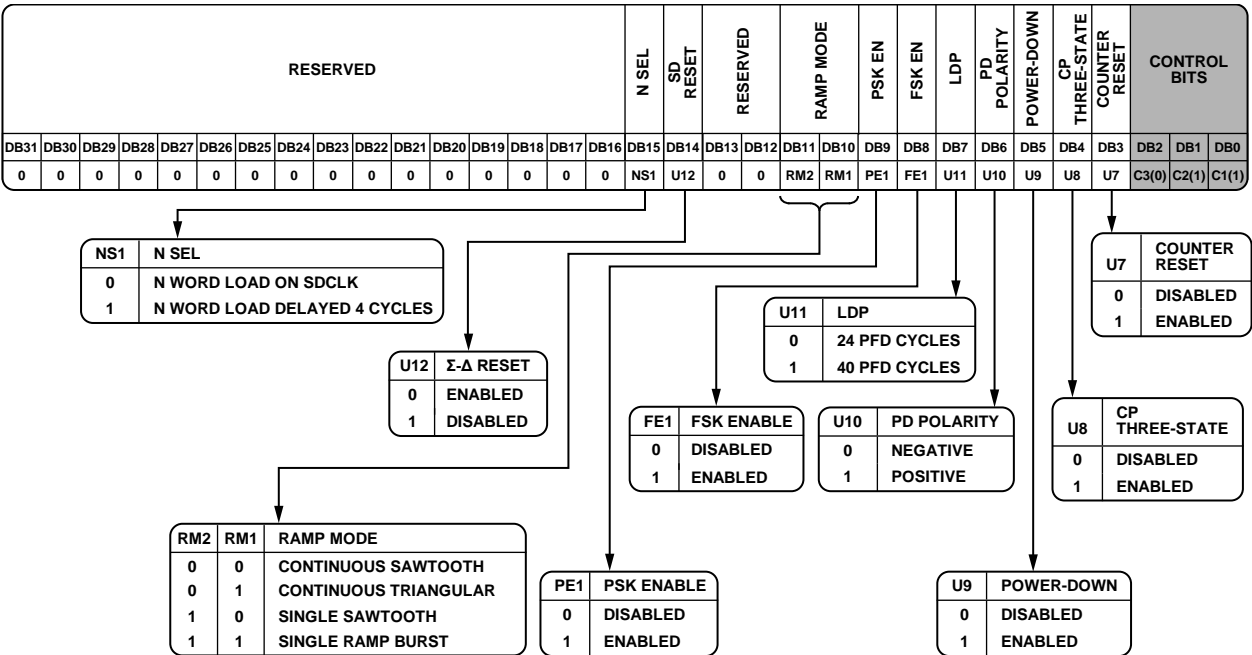 RESERVED
N SEL
SD
RESET
RESERVED
RAMP MODE
PSK EN
FSK EN
LDP
PD
POLARITY
POWER-DOWN
CP
THREE-STATE
COUNTER
RESET
CONTROL
BITS
DB31 DB30 DB29 DB28 DB27 DB26 DB25 DB24 DB23 DB22 DB21 DB20 DB19 DB18 DB17 DB16 DB15 DB14 DB13 DB12 DB11 DB10 DB9 DB8 DB7 DB6 DB5 DB4 DB3 DB2 DB1 DB0
0 0 0 0 0 0 0 0 0 0 0 0 0 0 0 0 NS1 U12 0 0 RM2 RM1 PE1 FE1 U11 U10 U9 U8 U7 C3(0) C2(1) C1(1)
NS1 N SEL
0 N WORD LOAD ON SDCLK
1 N WORD LOAD DELAYED 4 CYCLES
U7 COUNTER
RESET
0 DISABLED
1 ENABLED
U11 LDP
0 24 PFD CYCLES
1 40 PFD CYCLES
U12 Σ-Δ RESET
0 ENABLED
1 DISABLED
FE1 FSK ENABLE
0 DISABLED
1 ENABLED
U10 PD POLARITY
0 NEGATIVE
1 POSITIVE
U8 CP
THREE-STATE
0 DISABLED
1 ENABLED
RM2 RM1 RAMP MODE
0 0 CONTINUOUS SAWTOOTH
0 1 CONTINUOUS TRIANGULAR
1 0 SINGLE SAWTOOTH
1 1 SINGLE RAMP BURST
PE1 PSK ENABLE
0 DISABLED
1 ENABLED
U9 POWER-DOWN
0 DISABLED
1 ENABLED